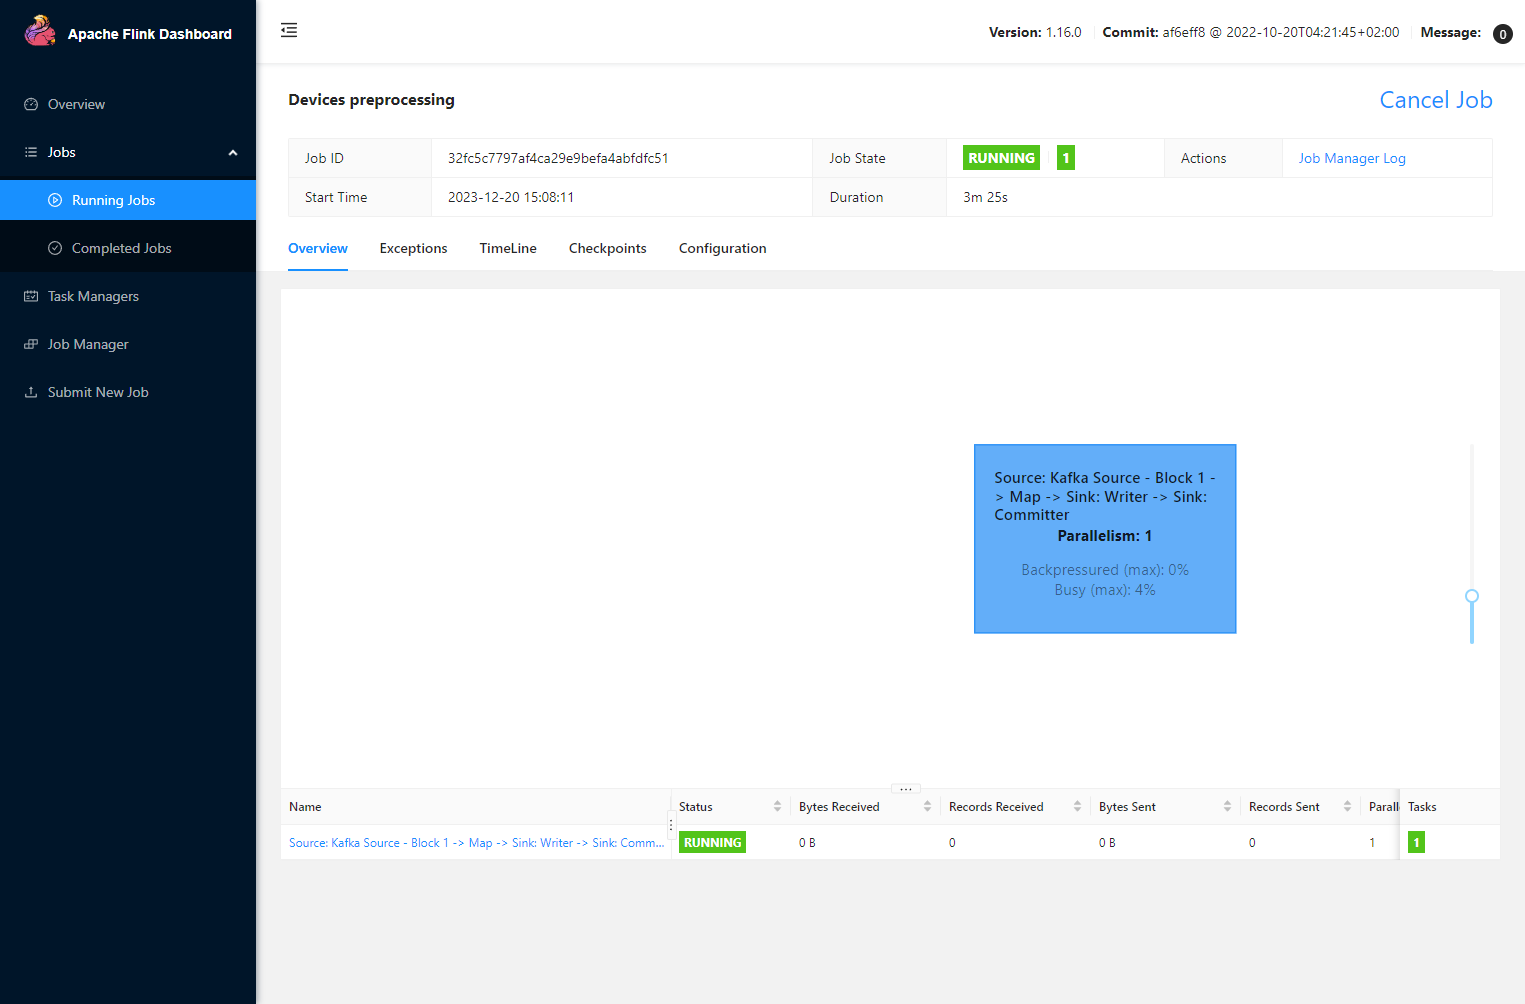 Apache Flink Dashboard
Version: 1.16.0 Commit: af6eff8 @ 2022-10-20T04:21:45+02:00 Message: 0
Overview
Jobs
Running Jobs
Completed Jobs
Task Managers
Job Manager
Submit New Job
Devices preprocessing
Cancel Job
Job ID 32fc5c7797af4ca29e9befa4abfdfc51 Job State RUNNING 1 Actions Job Manager Log
Start Time 2023-12-20 15:08:11 Duration 3m 25s
Overview Exceptions TimeLine Checkpoints Configuration
Source: Kafka Source - Block 1 -
> Map -> Sink: Writer -> Sink:
Committer
Parallelism: 1
Backpressured (max): 0%
Busy (max): 4%
Name Status Bytes Received Records Received Bytes Sent Records Sent Parall Tasks
Source: Kafka Source - Block 1 -> Map -> Sink: Writer -> Sink: Comm... RUNNING 0 B 0 0 B 0 1 1